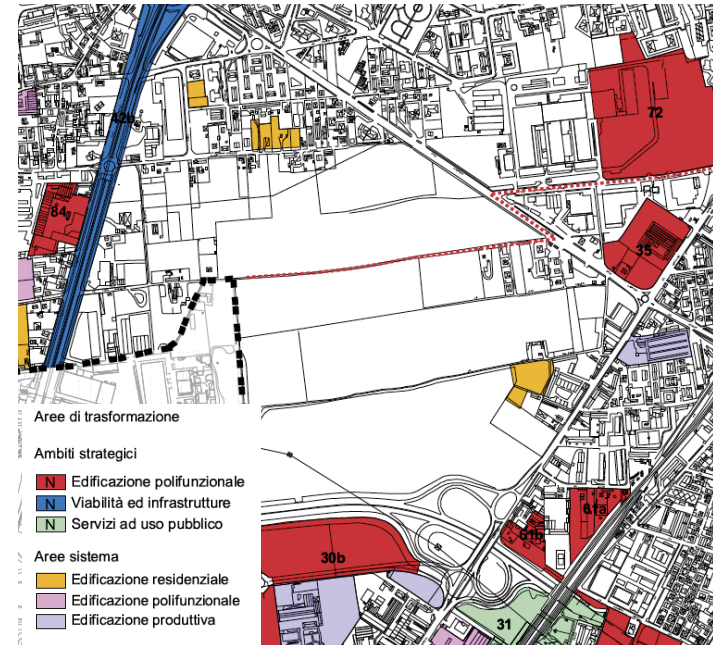 72
42b
84
35
61a
61b
30b
31
Aree di trasformazione
Ambiti strategici
N Edificazione polifunzionale
N Viabilità ed infrastrutture
N Servizi ad uso pubblico
Aree sistema
Edificazione residenziale
Edificazione polifunzionale
Edificazione produttiva